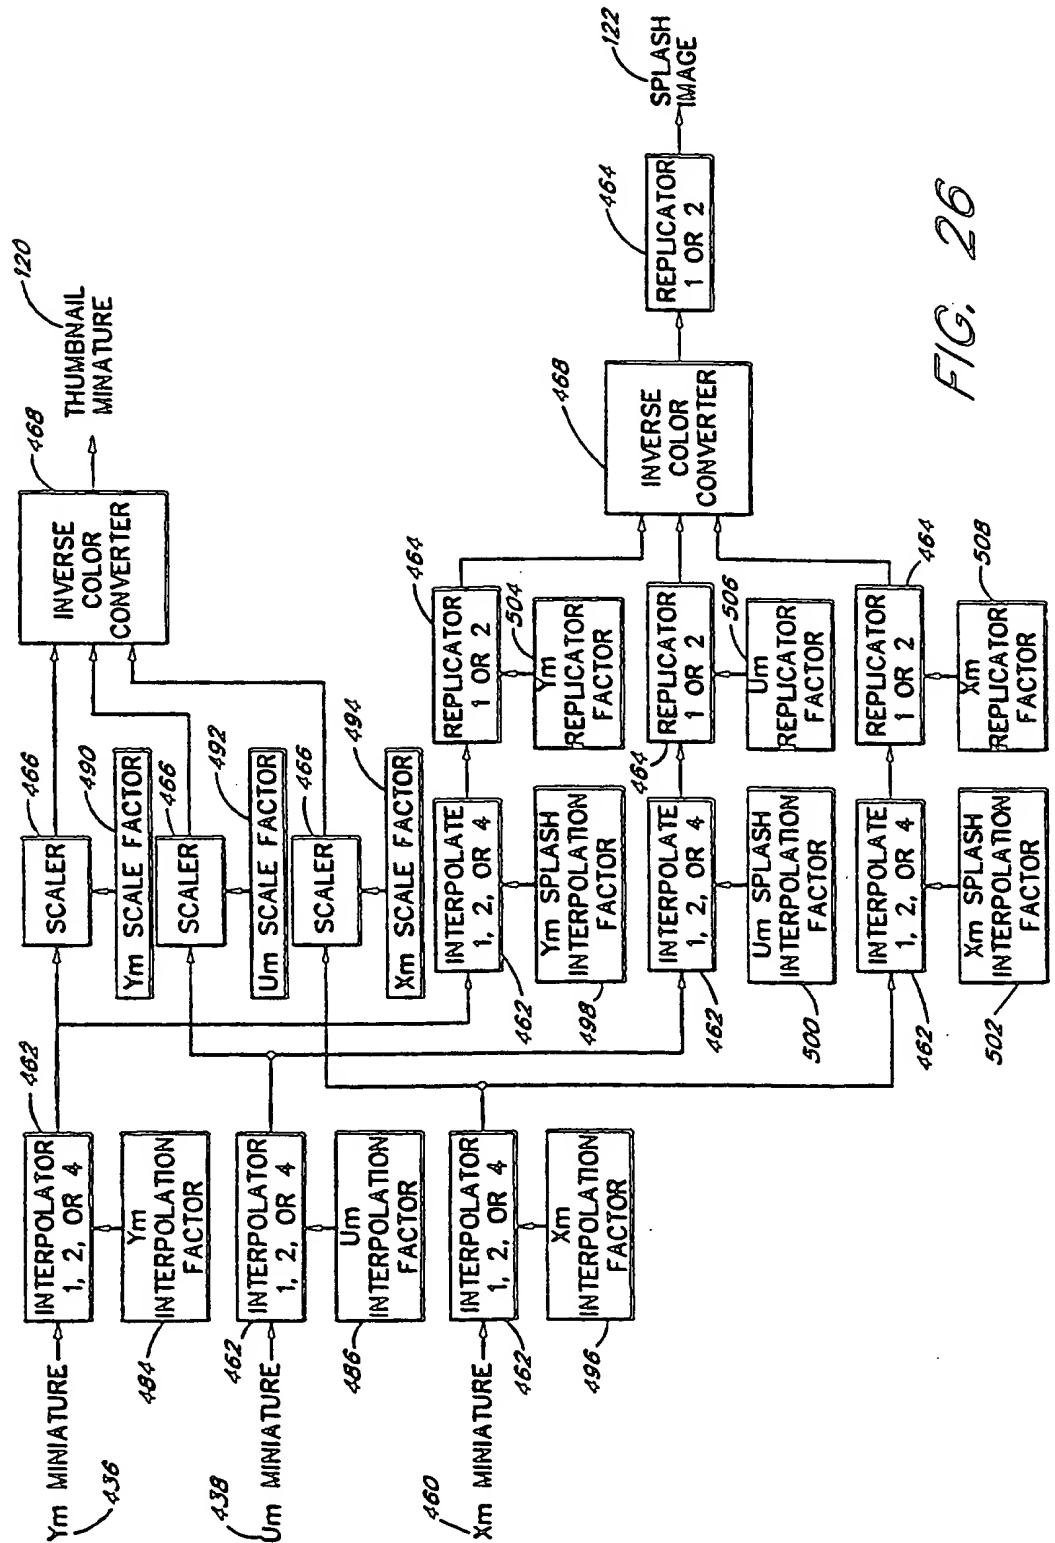 Ym MINIATURE
436
INTERPOLATOR
1, 2, OR 4
462
Ym
INTERPOLATION
FACTOR
484
Um MINIATURE
438
INTERPOLATOR
1, 2, OR 4
462
Um
INTERPOLATION
FACTOR
486
Xm MINIATURE
460
INTERPOLATOR
1, 2, OR 4
462
Xm
INTERPOLATION
FACTOR
496
SCALER
466
Ym SCALE FACTOR
490
SCALER
466
Um SCALE FACTOR
492
SCALER
466
Xm SCALE FACTOR
494
INVERSE
COLOR
CONVERTER
468
THUMBNAIL
MINATURE
120
INTERPOLATE
1, 2, OR 4
462
Ym SPLASH
INTERPOLATION
FACTOR
498
REPLICATOR
1 OR 2
464
Ym
REPLICATOR
FACTOR
504
INTERPOLATE
1, 2, OR 4
462
Um SPLASH
INTERPOLATION
FACTOR
500
REPLICATOR
1 OR 2
464
Um
REPLICATOR
FACTOR
506
INTERPOLATE
1, 2, OR 4
462
Xm SPLASH
INTERPOLATION
FACTOR
502
REPLICATOR
1 OR 2
464
Xm
REPLICATOR
FACTOR
508
INVERSE
COLOR
CONVERTER
468
REPLICATOR
1 OR 2
464
SPLASH
IMAGE
122
FIG. 26